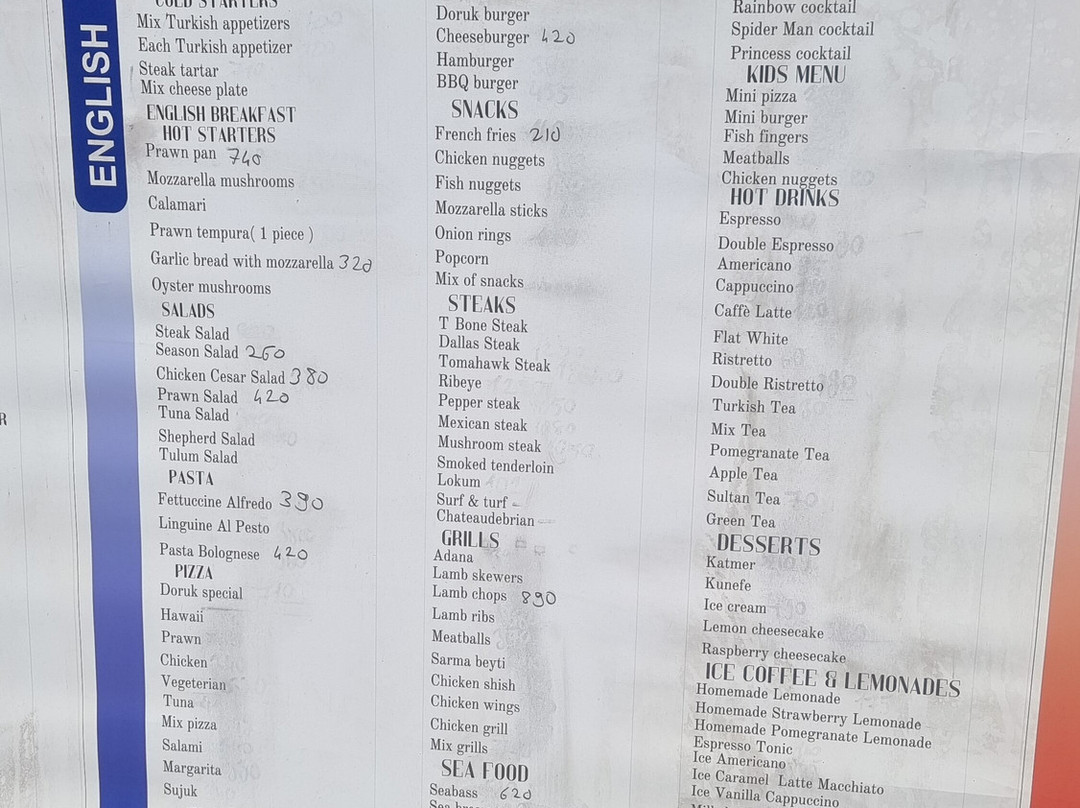 ENGLISH
COLD STARTERS
Mix Turkish appetizers
Each Turkish appetizer
Steak tartar
Mix cheese plate
ENGLISH BREAKFAST
HOT STARTERS
Prawn pan 740
Mozzarella mushrooms
Calamari
Prawn tempura( 1 piece )
Garlic bread with mozzarella 320
Oyster mushrooms
SALADS
Steak Salad
Season Salad 260
Chicken Cesar Salad 380
Prawn Salad 420
Tuna Salad
Shepherd Salad
Tulum Salad
PASTA
Fettuccine Alfredo 390
Linguine Al Pesto
Pasta Bolognese 420
PIZZA
Doruk special
Hawaii
Prawn
Chicken
Vegeterian
Tuna
Mix pizza
Salami
Margarita
Sujuk
Doruk burger
Cheeseburger 420
Hamburger
BBQ burger
SNACKS
French fries 210
Chicken nuggets
Fish nuggets
Mozzarella sticks
Onion rings
Popcorn
Mix of snacks
STEAKS
T Bone Steak
Dallas Steak
Tomahawk Steak
Ribeye
Pepper steak
Mexican steak
Mushroom steak
Smoked tenderloin
Lokum
Surf & turf
Chateaudebrian
GRILLS
Adana
Lamb skewers
Lamb chops 890
Lamb ribs
Meatballs
Sarma beyti
Chicken shish
Chicken wings
Chicken grill
Mix grills
SEA FOOD
Seabass 620
Rainbow cocktail
Spider Man cocktail
Princess cocktail
KIDS MENU
Mini pizza
Mini burger
Fish fingers
Meatballs
Chicken nuggets
HOT DRINKS
Espresso
Double Espresso
Americano
Cappuccino
Caffè Latte
Flat White
Ristretto
Double Ristretto
Turkish Tea
Mix Tea
Pomegranate Tea
Apple Tea
Sultan Tea
Green Tea
DESSERTS
Katmer
Kunefe
Ice cream
Lemon cheesecake
Raspberry cheesecake
ICE COFFEE & LEMONADES
Homemade Lemonade
Homemade Strawberry Lemonade
Homemade Pomegranate Lemonade
Espresso Tonic
Ice Americano
Ice Caramel Latte Macchiato
Ice Vanilla Cappuccino